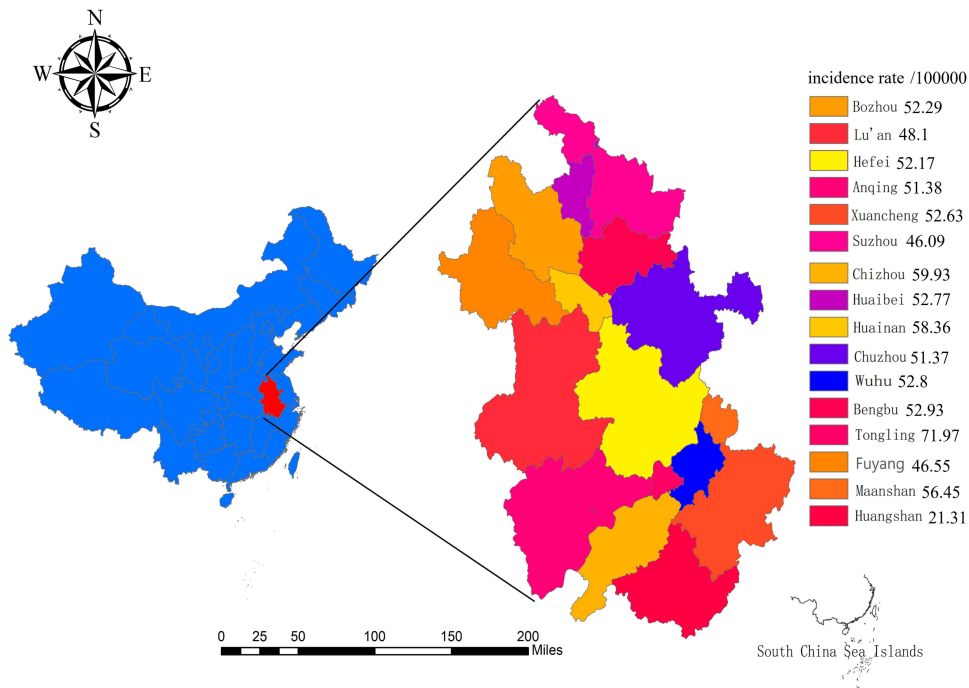 N
W E
S
incidence rate /100000
Bozhou 52.29
Lu'an 48.1
Hefei 52.17
Anqing 51.38
Xuancheng 52.63
Suzhou 46.09
Chizhou 59.93
Huaibei 52.77
Huainan 58.36
Chuzhou 51.37
Wuhu 52.8
Bengbu 52.93
Tongling 71.97
Fuyang 46.55
Maanshan 56.45
Huangshan 21.31
0 25 50 100 150 200
Miles
South China Sea Islands